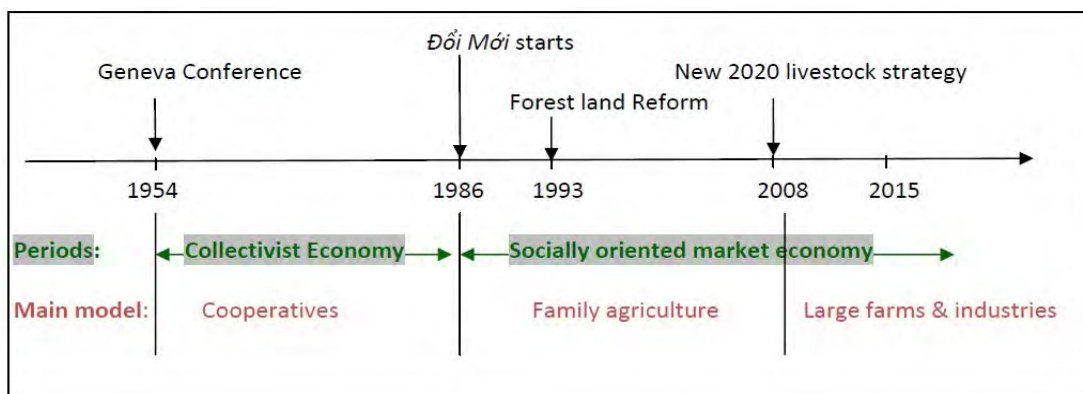 Đổi Mới starts
Geneva Conference
New 2020 livestock strategy
Forest land Reform
1954 1986 1993 2008 2015
Periods: Collectivist Economy Socially oriented market economy
Main model: Cooperatives Family agriculture Large farms & industries